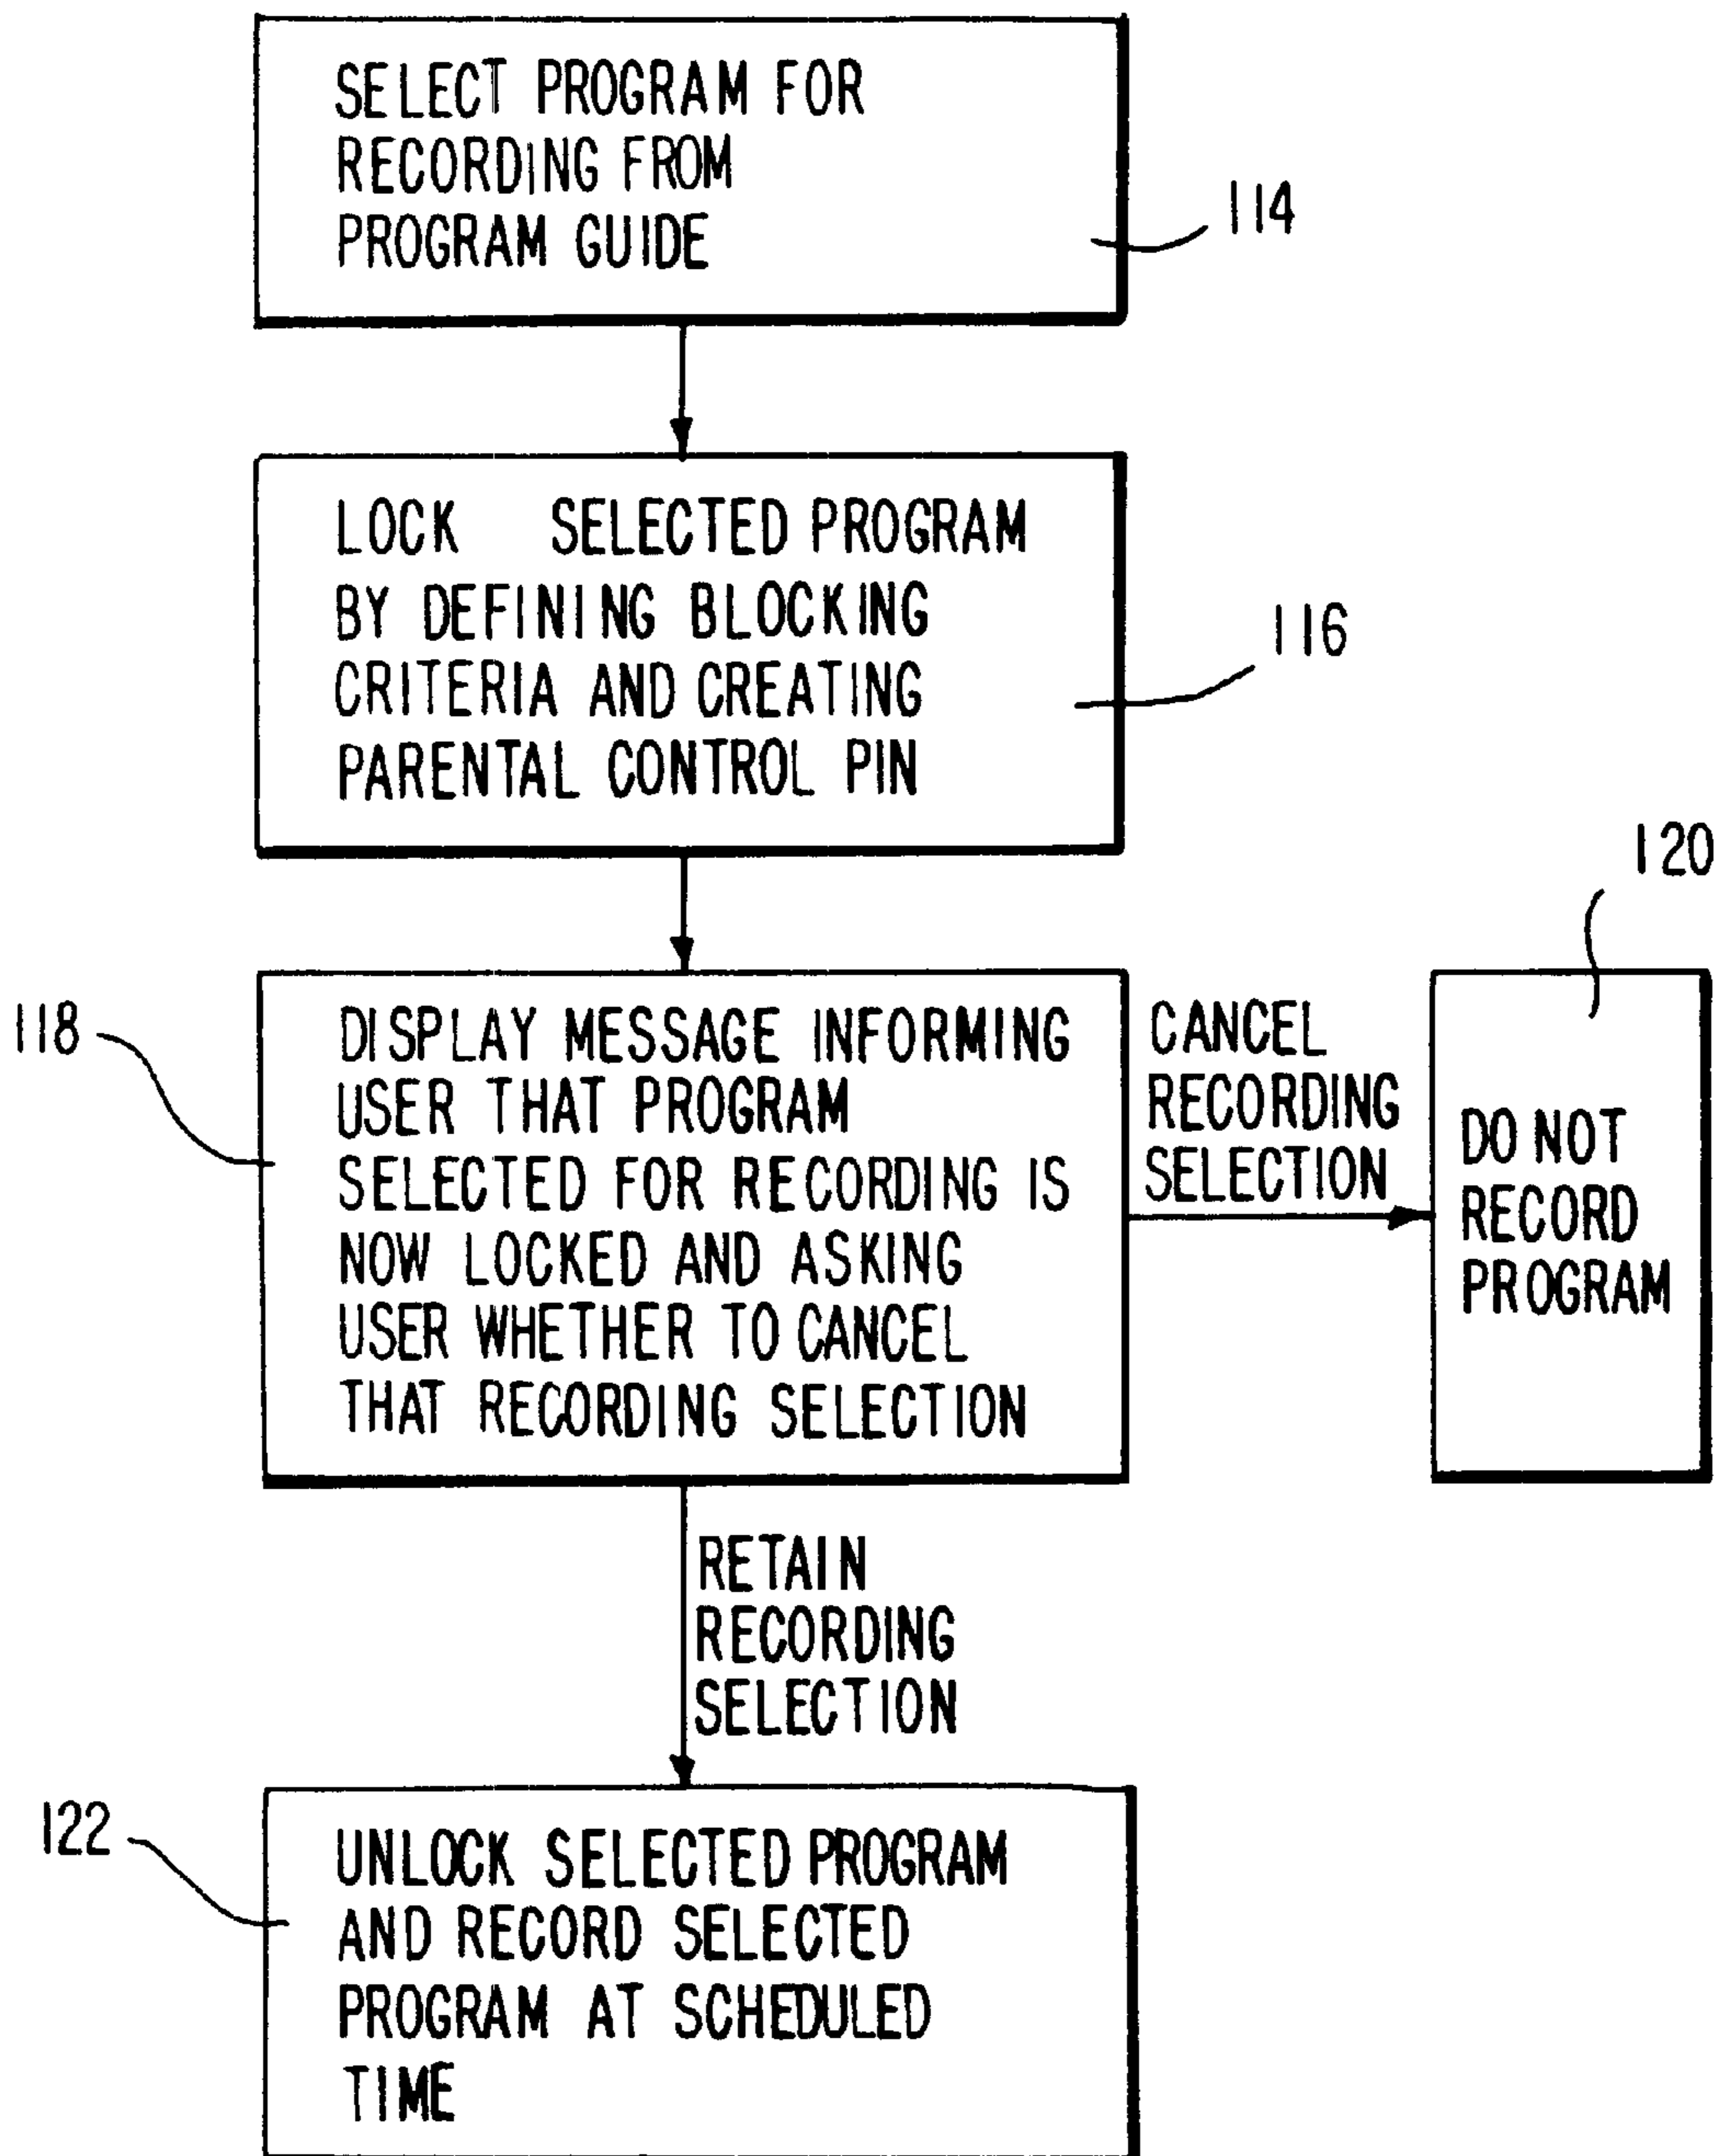 SELECT PROGRAM FOR
RECORDING FROM
PROGRAM GUIDE
114
LOCK SELECTED PROGRAM
BY DEFINING BLOCKING
CRITERIA AND CREATING
PARENTAL CONTROL PIN
116
118
DISPLAY MESSAGE INFORMING
USER THAT PROGRAM
SELECTED FOR RECORDING IS
NOW LOCKED AND ASKING
USER WHETHER TO CANCEL
THAT RECORDING SELECTION
CANCEL
RECORDING
SELECTION
120
DO NOT
RECORD
PROGRAM
RETAIN
RECORDING
SELECTION
122
UNLOCK SELECTED PROGRAM
AND RECORD SELECTED
PROGRAM AT SCHEDULED
TIME